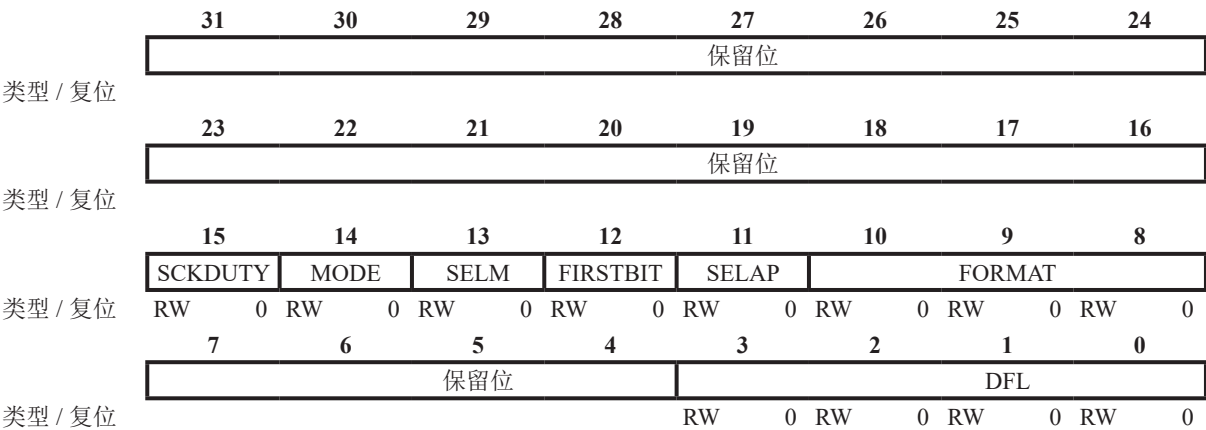 31 30 29 28 27 26 25 24
保留位
类型 / 复位
23 22 21 20 19 18 17 16
保留位
类型 / 复位
15 14 13 12 11 10 9 8
SCKDUTY MODE SELM FIRSTBIT SELAP FORMAT
类型 / 复位 RW 0 RW 0 RW 0 RW 0 RW 0 RW 0 RW 0 RW 0
7 6 5 4 3 2 1 0
保留位 DFL
类型 / 复位 RW 0 RW 0 RW 0 RW 0